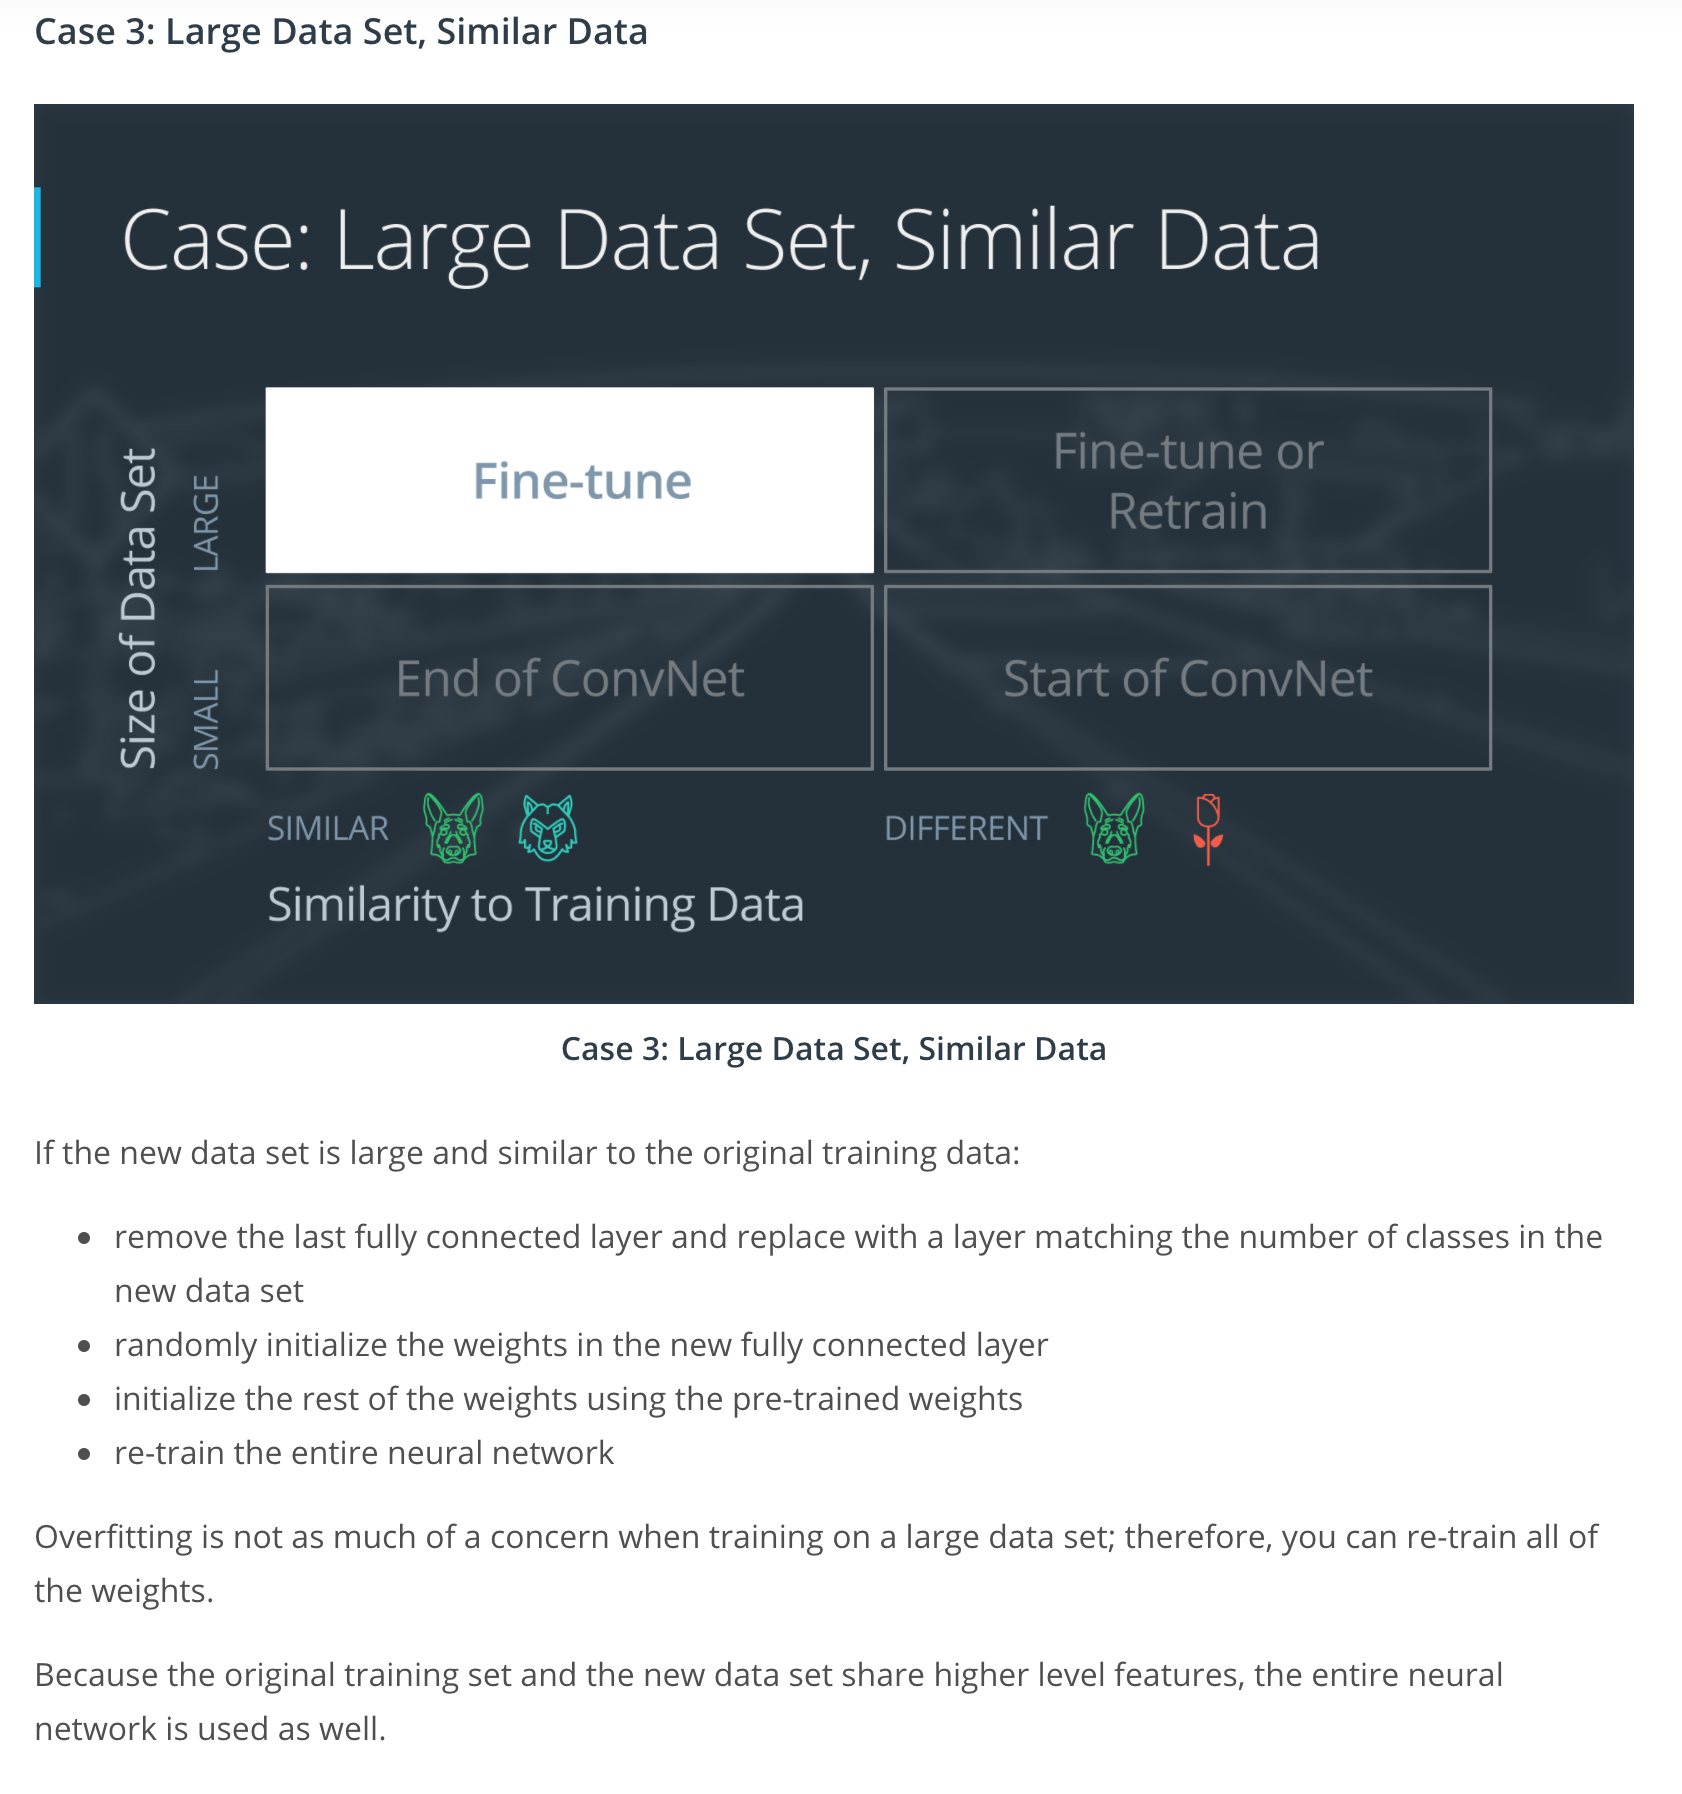 Case 3: Large Data Set, Similar Data
Case: Large Data Set, Similar Data
Size of Data Set
LARGE
SMALL
Fine-tune
Fine-tune or
Retrain
End of ConvNet
Start of ConvNet
SIMILAR
DIFFERENT
Similarity to Training Data
Case 3: Large Data Set, Similar Data
If the new data set is large and similar to the original training data:
• remove the last fully connected layer and replace with a layer matching the number of classes in the
new data set
• randomly initialize the weights in the new fully connected layer
• initialize the rest of the weights using the pre-trained weights
• re-train the entire neural network
Overfitting is not as much of a concern when training on a large data set; therefore, you can re-train all of
the weights.
Because the original training set and the new data set share higher level features, the entire neural
network is used as well.